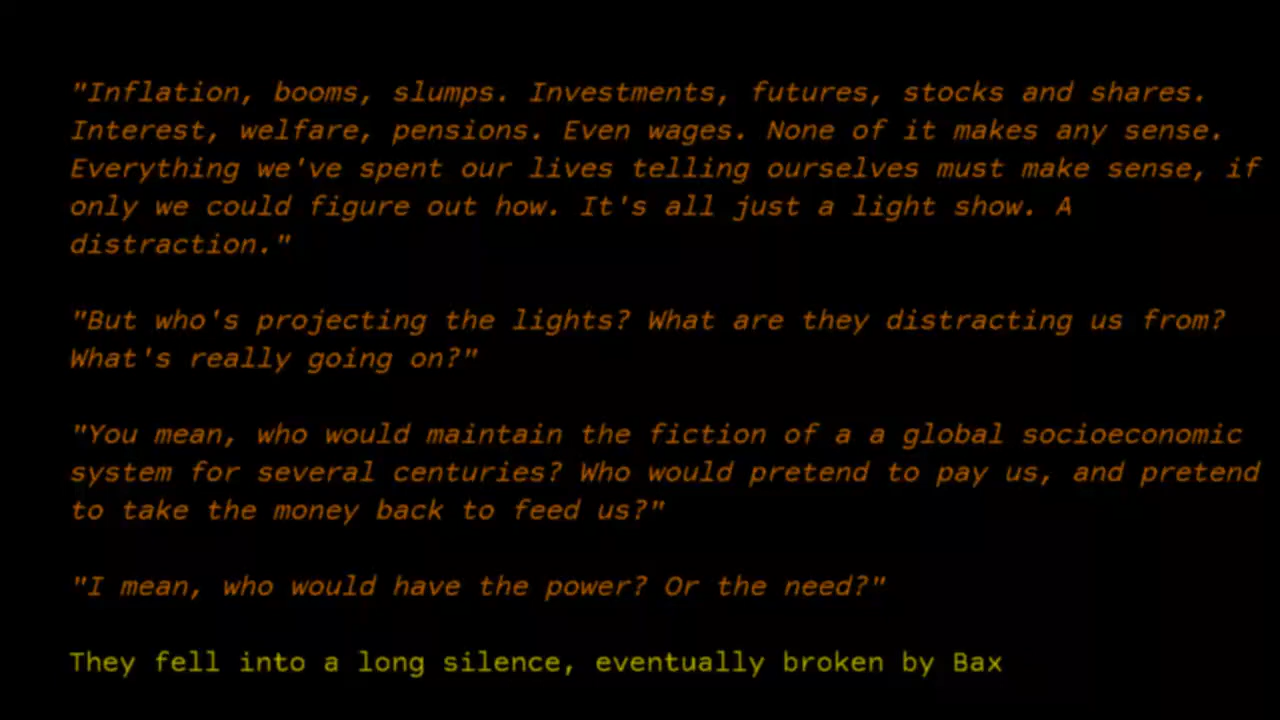 "Inflation, booms, slumps. Investments, futures, stocks and shares.
Interest, welfare, pensions. Even wages. None of it makes any sense.
Everything we've spent our lives telling ourselves must make sense, if
only we could figure out how. It's all just a light show. A
distraction."
"But who's projecting the lights? What are they distracting us from?
What's really going on?"
"You mean, who would maintain the fiction of a a global socioeconomic
system for several centuries? Who would pretend to pay us, and pretend
to take the money back to feed us?"
"I mean, who would have the power? Or the need?"
They fell into a long silence, eventually broken by Bax